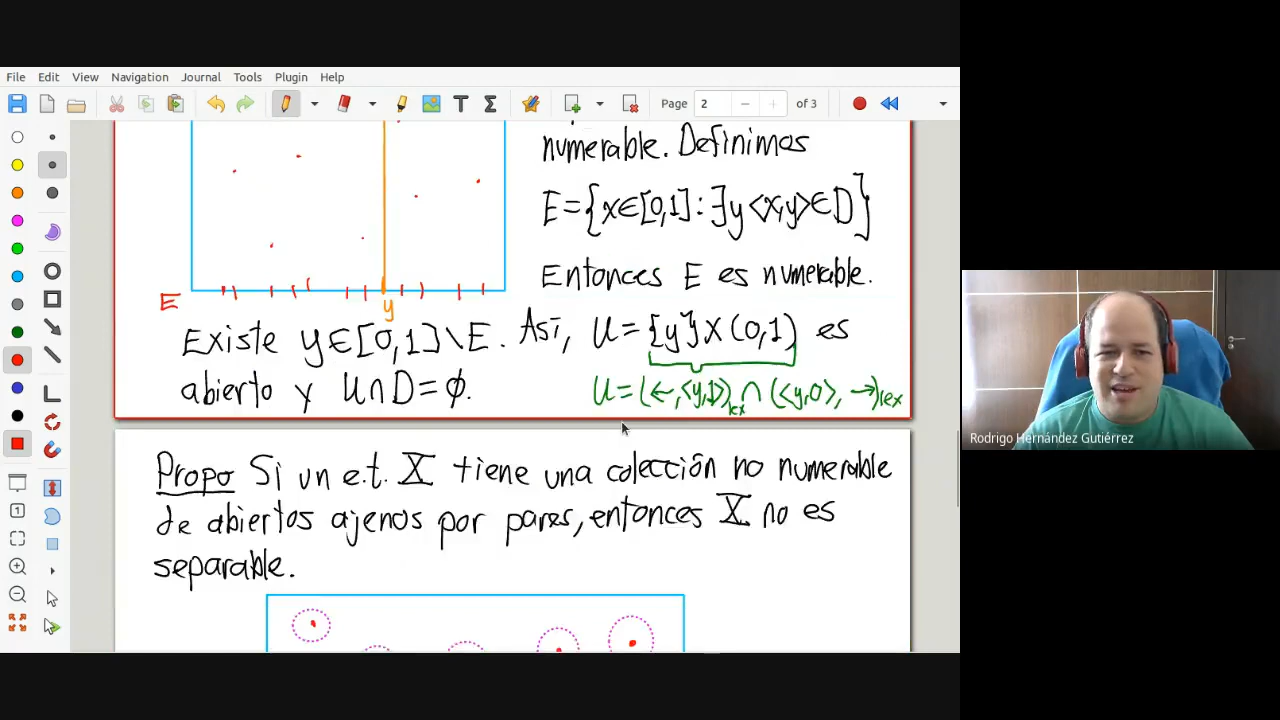 File Edit View Navigation Journal Tools Plugin Help
Page 2 of 3
numerable. Definimos
E={x∈[0,1]:∃y <x,y>∈D}
Entonces E es numerable.
E
y
Existe y∈[0,1]\E. Así, U={y}×(0,1) es
abierto y U∩D=∅.
U=(←,<y,1>)lex ∩ (<y,0>,→)lex
Propo Si un e.t. X tiene una colección no numerable
de abiertos ajenos por pares, entonces X no es
separable.
Rodrigo Hernández Gutiérrez